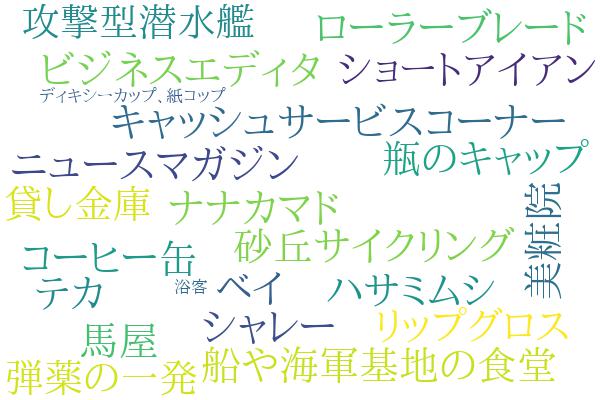 攻撃型潜水艦
ローラーブレード
ビジネスエディタ
ショートアイアン
ディキシーカップ、紙コップ
キャッシュサービスコーナー
ニュースマガジン
瓶のキャップ
貸し金庫
ナナカマド
美粧院
砂丘サイクリング
コーヒー缶
テカ
浴客
ベイ
ハサミムシ
シャレー
リップグロス
馬屋
船や海軍基地の食堂
弾薬の一発